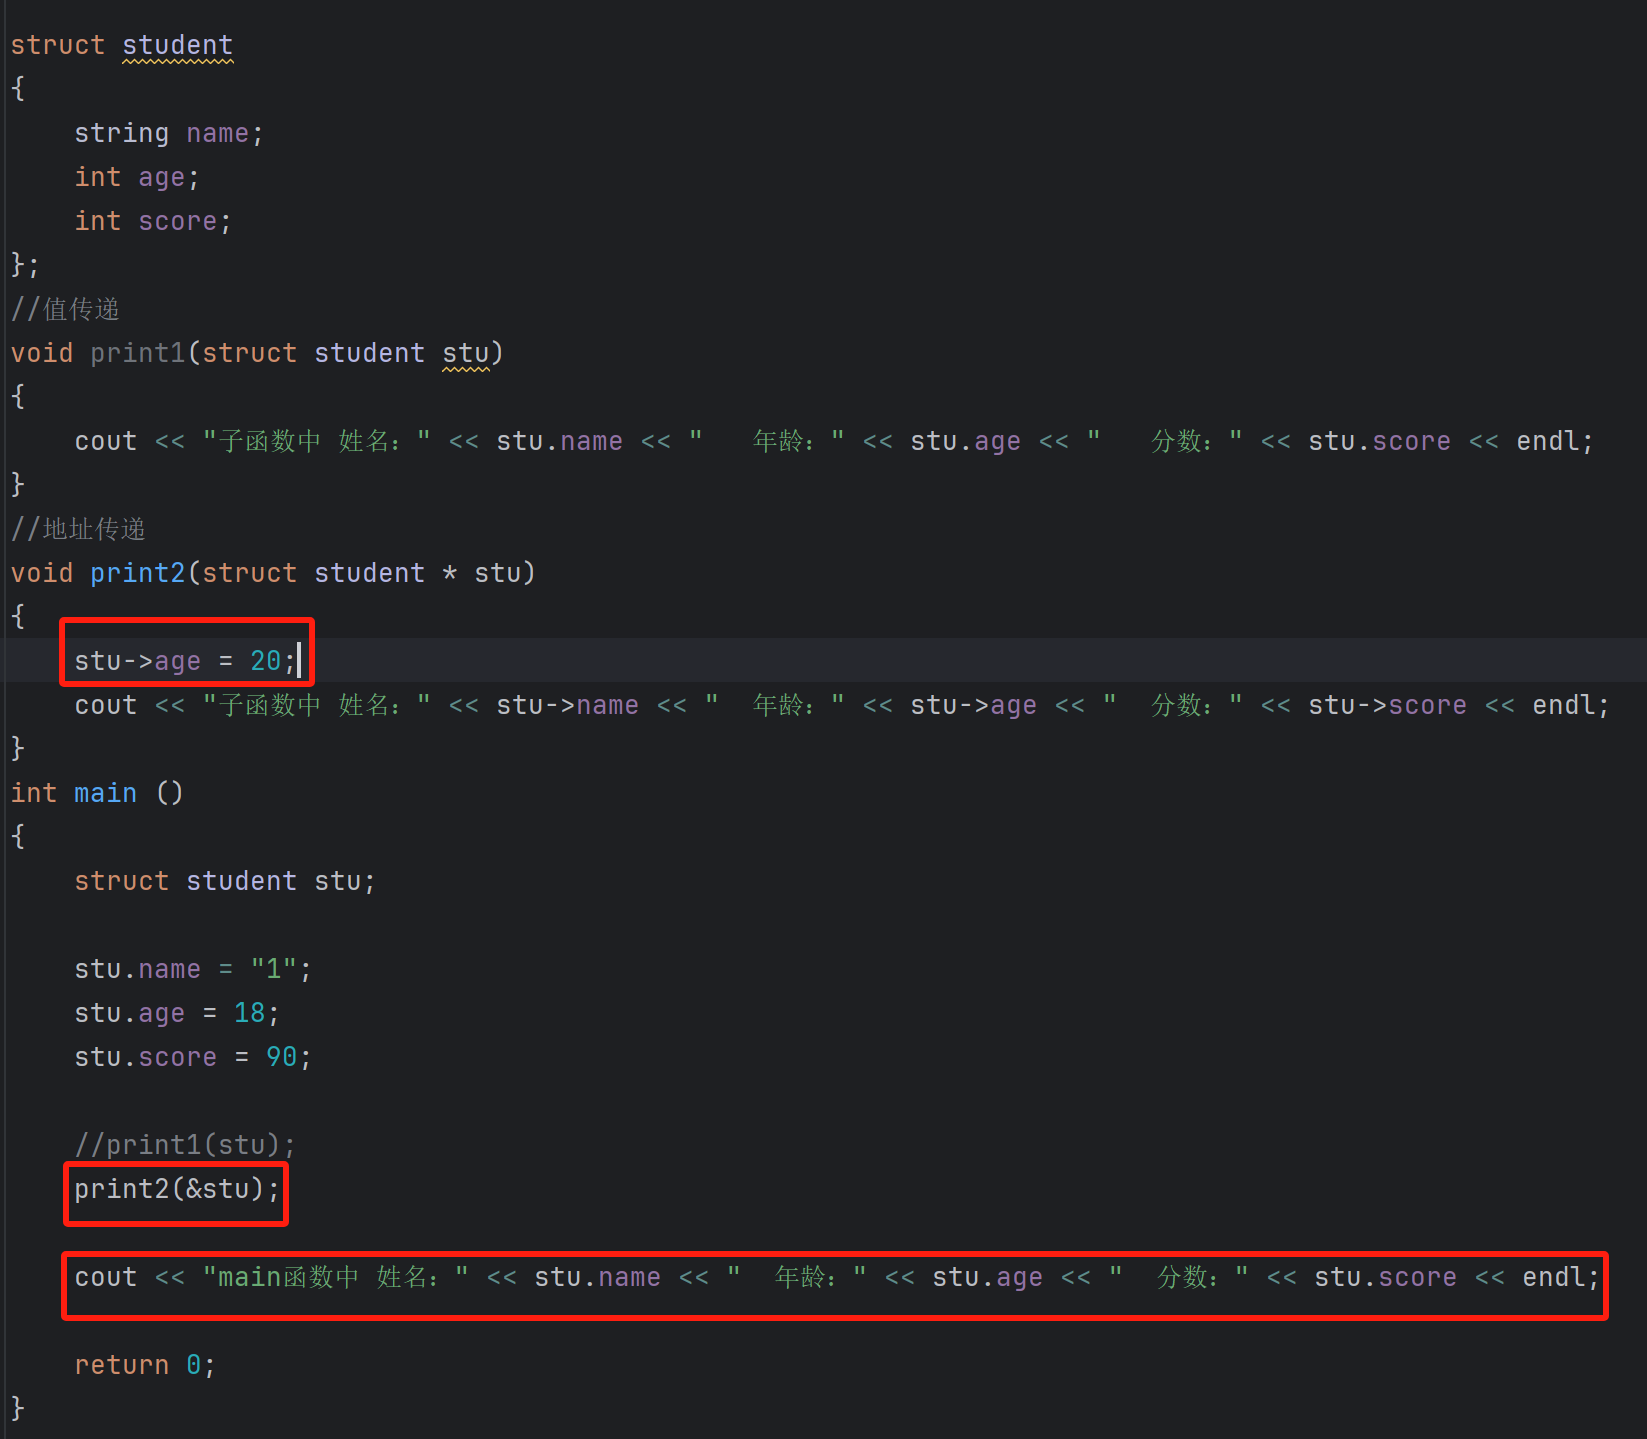 struct student
{
    string name;
    int age;
    int score;
};
//值传递
void print1(struct student stu)
{
    cout << "子函数中 姓名：" << stu.name << "   年龄：" << stu.age << "   分数：" << stu.score << endl;
}
//地址传递
void print2(struct student * stu)
{
    stu->age = 20;
    cout << "子函数中 姓名：" << stu->name << "  年龄：" << stu->age << "  分数：" << stu->score << endl;
}
int main ()
{
    struct student stu;

    stu.name = "1";
    stu.age = 18;
    stu.score = 90;

    //print1(stu);
    print2(&stu);

    cout << "main函数中 姓名：" << stu.name << "  年龄：" << stu.age << "  分数：" << stu.score << endl;

    return 0;
}